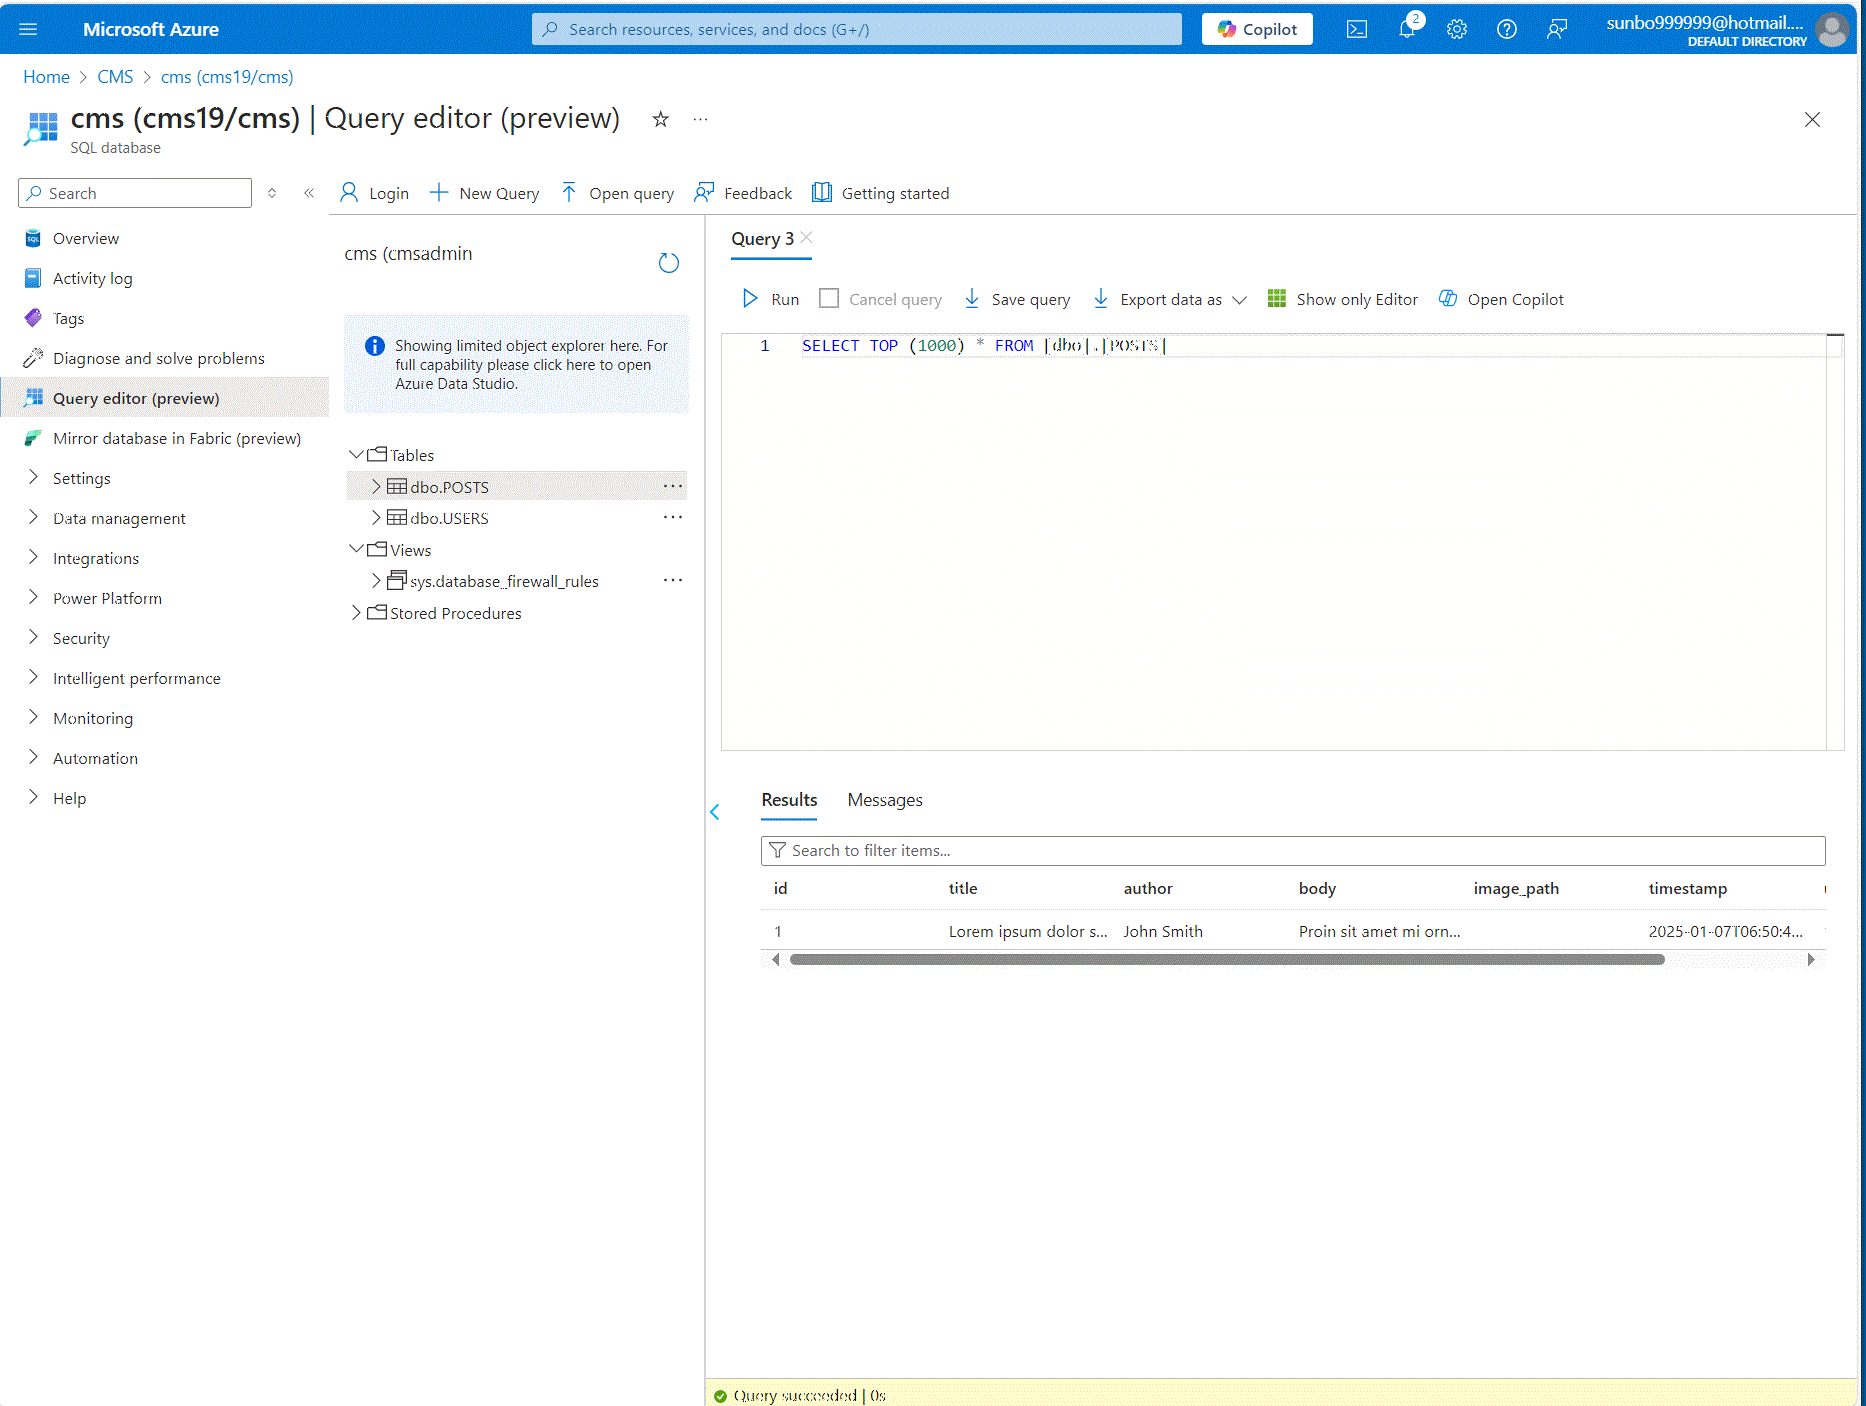 Microsoft Azure
Search resources, services, and docs (G+/)
Copilot
2
sunbo999999@hotmail....
DEFAULT DIRECTORY
Home > CMS > cms (cms19/cms)
cms (cms19/cms) | Query editor (preview)
...
SQL database
Search
Login
New Query
Open query
Feedback
Getting started
Overview
Activity log
Tags
Diagnose and solve problems
Query editor (preview)
Mirror database in Fabric (preview)
Settings
Data management
Integrations
Power Platform
Security
Intelligent performance
Monitoring
Automation
Help
cms (cmsadmin
Showing limited object explorer here. For
full capability please click here to open
Azure Data Studio.
Tables
dbo.POSTS
dbo.USERS
Views
sys.database_firewall_rules
Stored Procedures
Query 3
Run
Cancel query
Save query
Export data as
Show only Editor
Open Copilot
1 SELECT TOP (1000) * FROM [dbo].[POSTS]
Results
Messages
Search to filter items...
id title author body image_path timestamp
1 Lorem ipsum dolor s... John Smith Proin sit amet mi orn... 2025-01-07T06:50:4...
Query succeeded | 0s